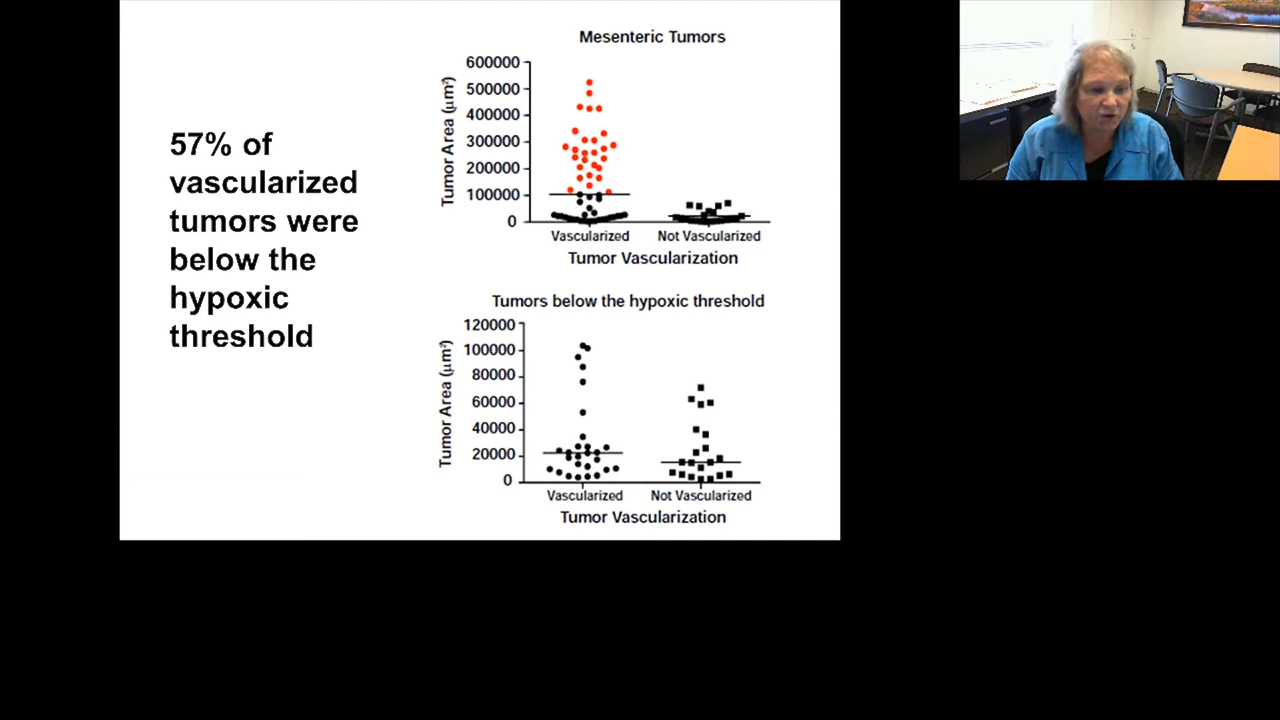 57% of
vascularized
tumors were
below the
hypoxic
threshold
Mesenteric Tumors
Tumor Area (μm²)
600000
500000
400000
300000
200000
100000
0
Vascularized
Not Vascularized
Tumor Vascularization
Tumors below the hypoxic threshold
Tumor Area (μm²)
120000
100000
80000
60000
40000
20000
0
Vascularized
Not Vascularized
Tumor Vascularization